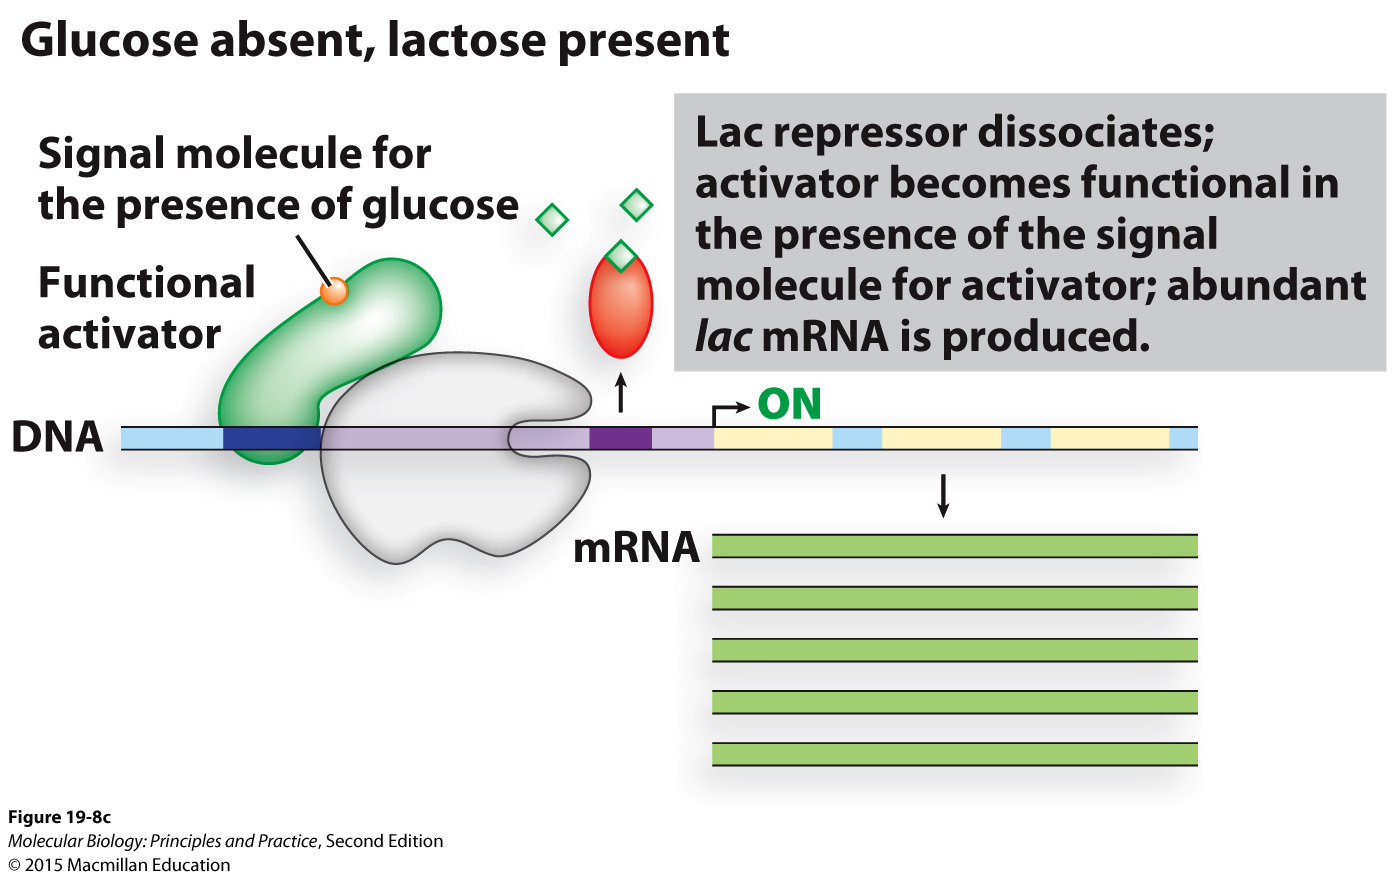 Glucose absent, lactose present
Signal molecule for
the presence of glucose
Functional
activator
Lac repressor dissociates;
activator becomes functional in
the presence of the signal
molecule for activator; abundant
lac mRNA is produced.
ON
DNA
mRNA
Figure 19-8c
Molecular Biology: Principles and Practice, Second Edition
© 2015 Macmillan Education